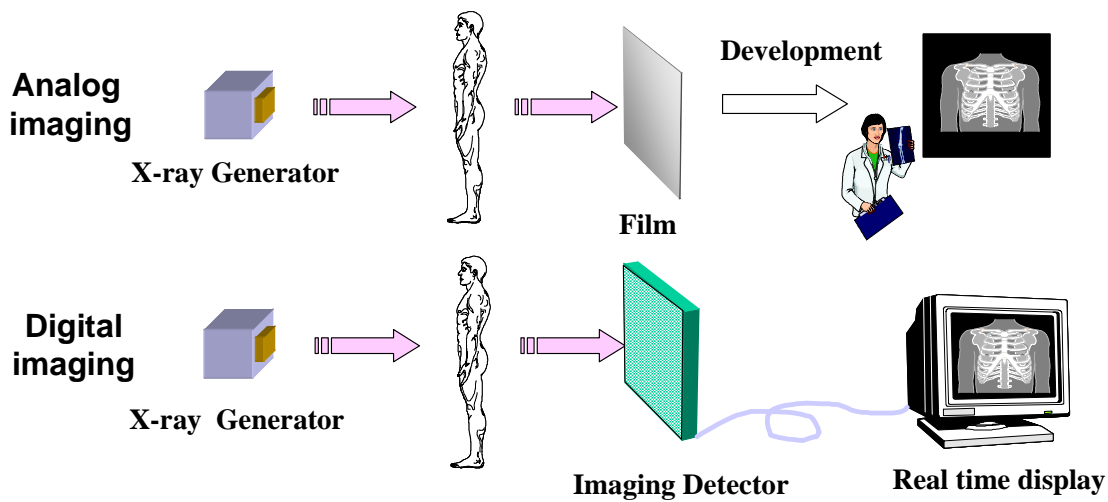 Analog
imaging
X-ray Generator
Film
Development
Digital
imaging
X-ray Generator
Imaging Detector
Real time display